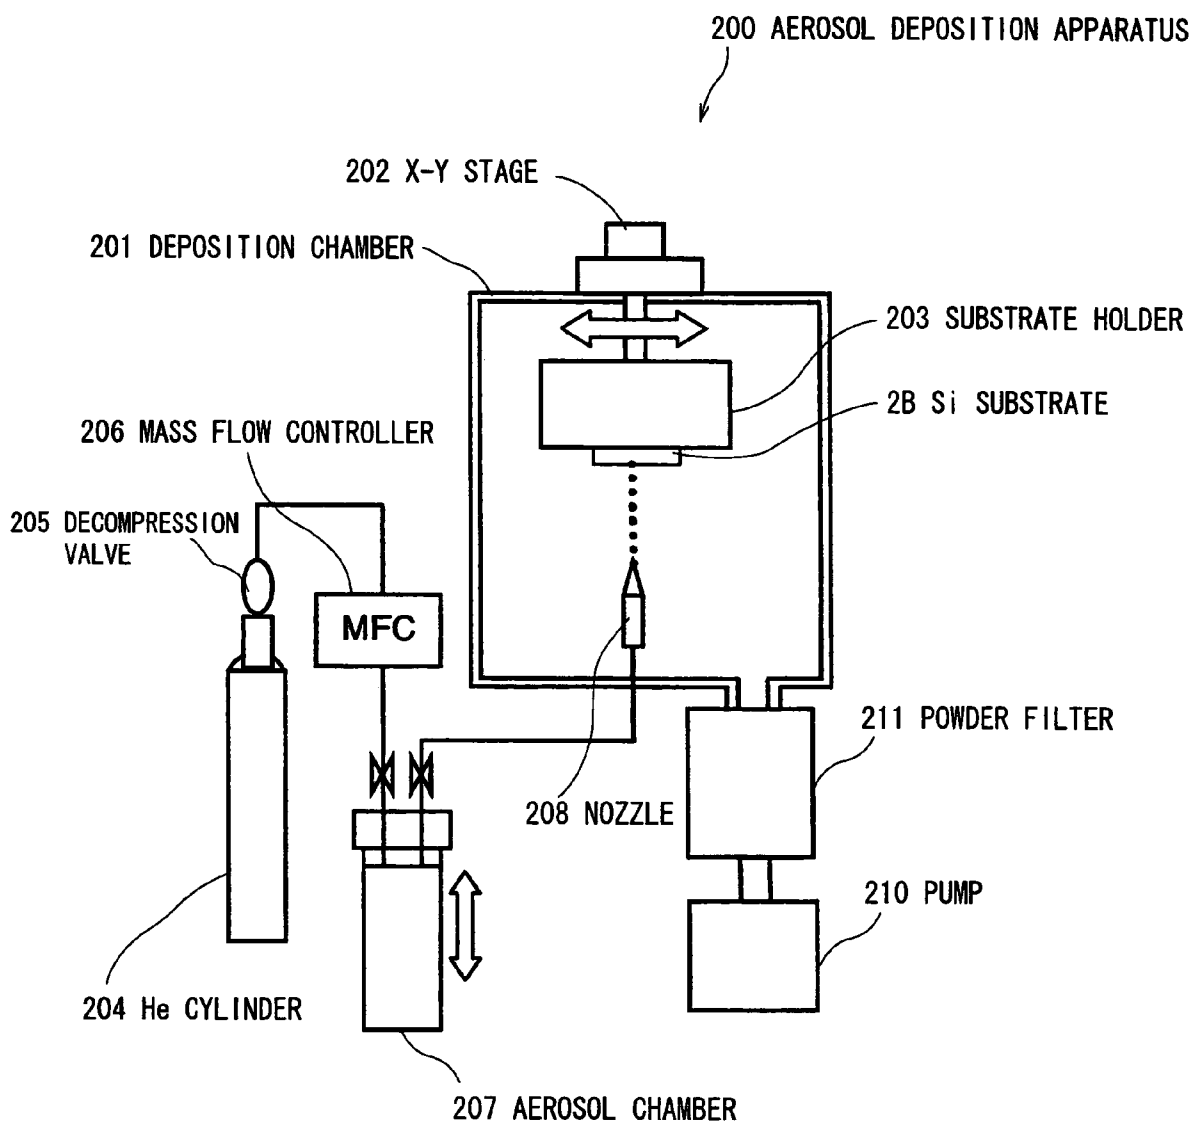 200 AEROSOL DEPOSITION APPARATUS
202 X-Y STAGE
201 DEPOSITION CHAMBER
203 SUBSTRATE HOLDER
2B Si SUBSTRATE
206 MASS FLOW CONTROLLER
205 DECOMPRESSION
VALVE
MFC
211 POWDER FILTER
208 NOZZLE
210 PUMP
204 He CYLINDER
207 AEROSOL CHAMBER